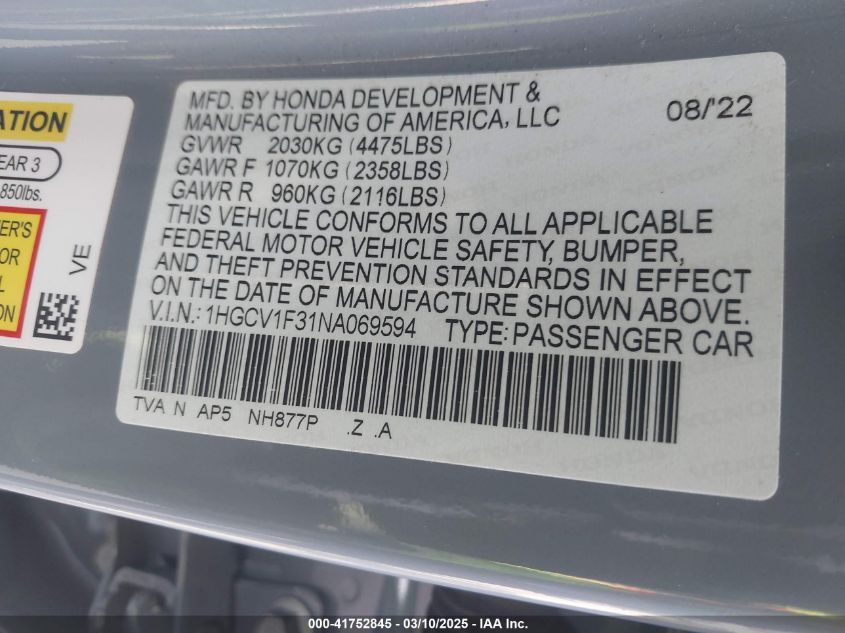 ATION
EAR 3
850lbs.
ER'S
OR
L
ION
VE
MFD. BY HONDA DEVELOPMENT &
MANUFACTURING OF AMERICA, LLC 08/'22
GVWR 2030KG (4475LBS)
GAWR F 1070KG (2358LBS)
GAWR R 960KG (2116LBS)
THIS VEHICLE CONFORMS TO ALL APPLICABLE
FEDERAL MOTOR VEHICLE SAFETY, BUMPER,
AND THEFT PREVENTION STANDARDS IN EFFECT
ON THE DATE OF MANUFACTURE SHOWN ABOVE.
V.I.N.: 1HGCV1F31NA069594 TYPE: PASSENGER CAR
TVA N AP5 NH877P .Z .A
000-41752845 — 03/10/2025 — IAA Inc.